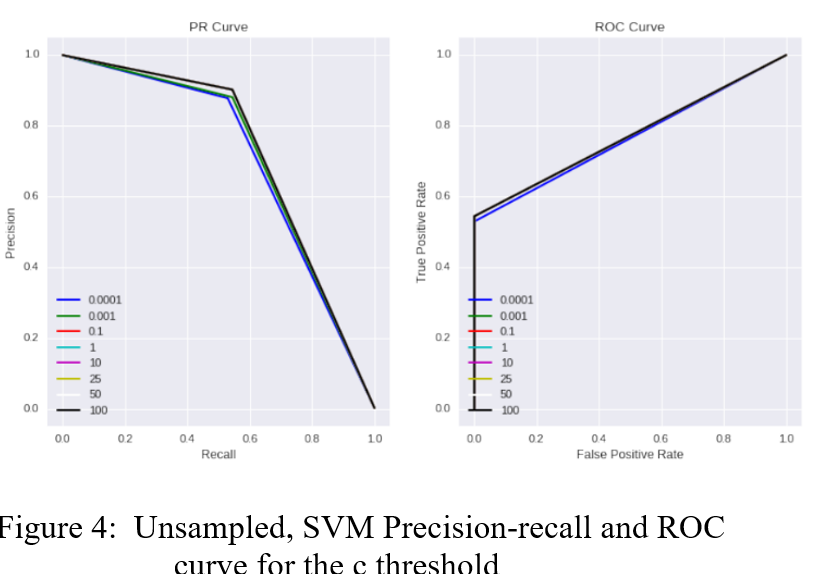 PR Curve
1.0
0.8
0.6
0.4
0.2
0.0
Precision
0.0001
0.001
0.1
1
10
25
50
100
0.0 0.2 0.4 0.6 0.8 1.0
Recall
ROC Curve
1.0
0.8
0.6
0.4
0.2
0.0
True Positive Rate
0.0001
0.001
0.1
1
10
25
50
100
0.0 0.2 0.4 0.6 0.8 1.0
False Positive Rate
Figure 4: Unsampled, SVM Precision-recall and ROC
curve for the c threshold